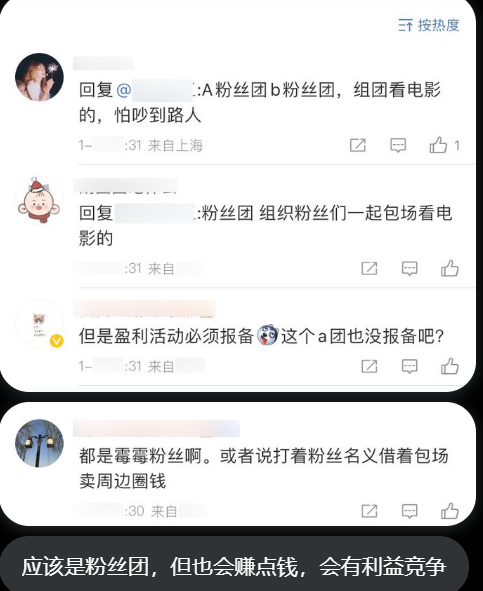 按热度
回复@:A粉丝团b粉丝团，组团看电影
的，怕吵到路人
1- :31 来自上海
1
回复 :粉丝团 组织粉丝们一起包场看电
影的
:31 来自
但是盈利活动必须报备这个a团也没报备吧？
1- :31 来自
都是霉霉粉丝啊。或者说打着粉丝名义借着包场
卖周边圈钱
:30 来自
应该是粉丝团，但也会赚点钱，会有利益竞争